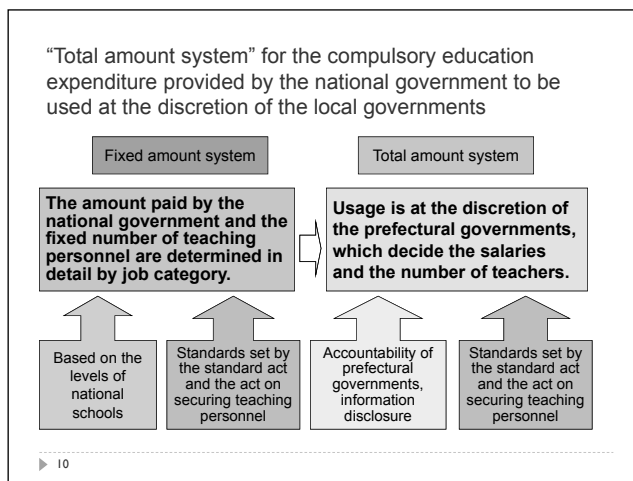 “Total amount system” for the compulsory education
expenditure provided by the national government to be
used at the discretion of the local governments
Fixed amount system
Total amount system
The amount paid by the
national government and the
fixed number of teaching
personnel are determined in
detail by job category.
Usage is at the discretion of
the prefectural governments,
which decide the salaries
and the number of teachers.
Based on the
levels of
national
schools
Standards set by
the standard act
and the act on
securing teaching
personnel
Accountability of
prefectural
governments,
information
disclosure
Standards set by
the standard act
and the act on
securing teaching
personnel
10